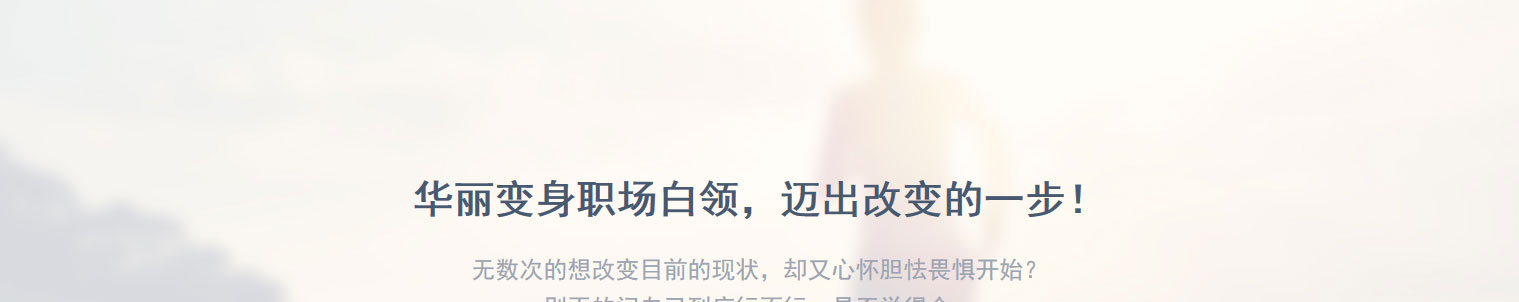 华丽变身职场白领，迈出改变的一步！
无数次的想改变目前的现状，却又心怀胆怯畏惧开始？